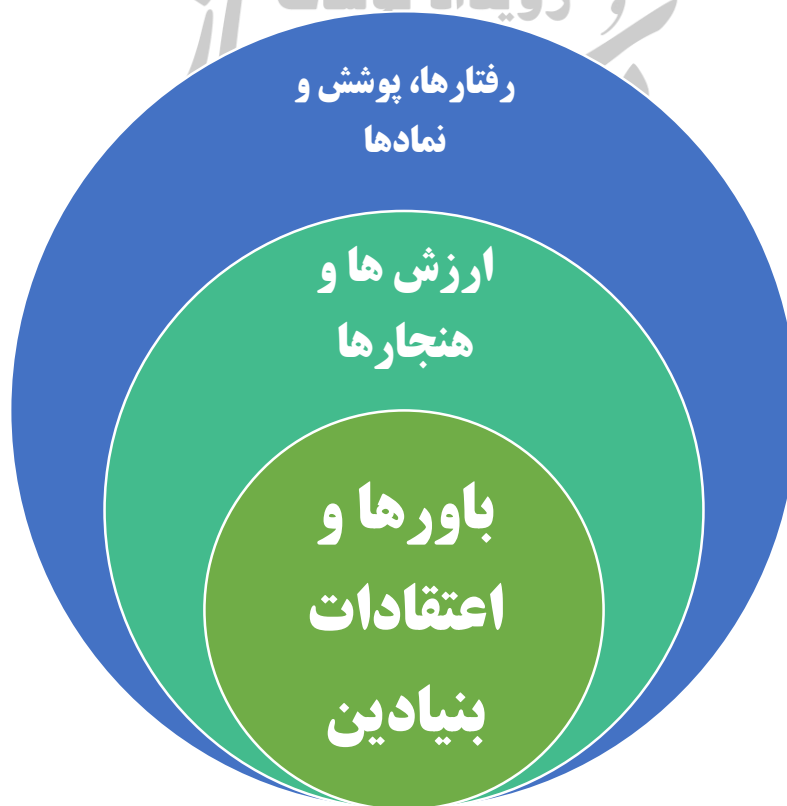 رفتارها، پوشش و
نمادها
ارزش ها و
هنجارها
باورها و
اعتقادات
بنیادین